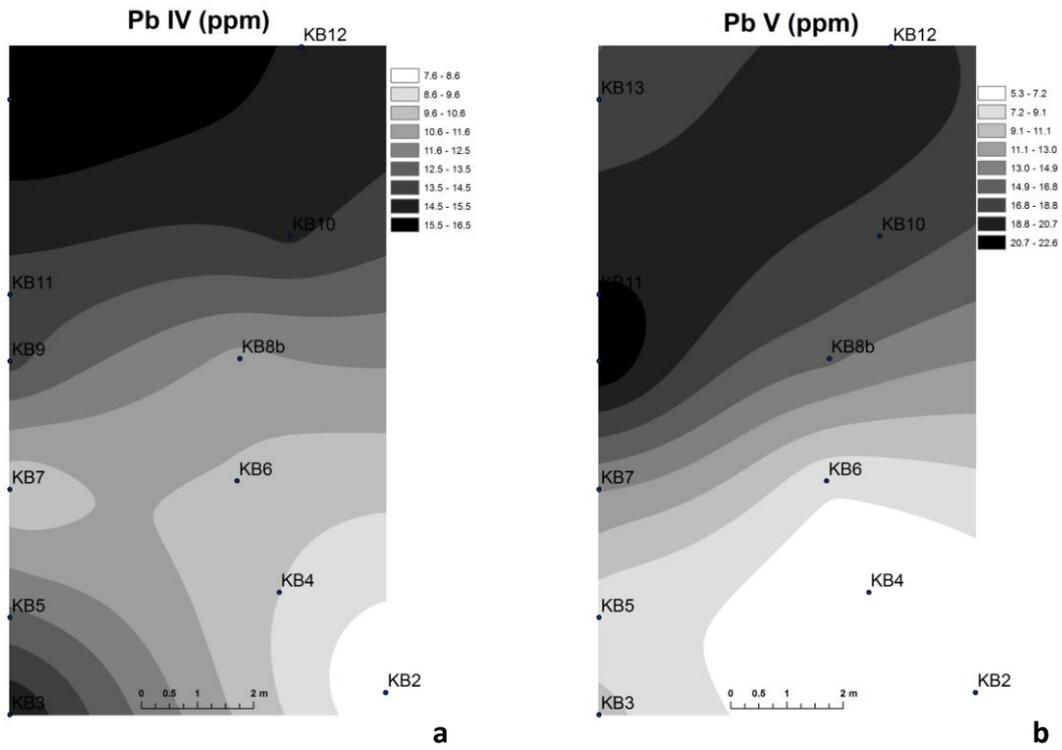 Pb IV (ppm)
KB12
7.6 - 8.6
8.6 - 9.6
9.6 - 10.6
10.6 - 11.6
11.6 - 12.5
12.5 - 13.5
13.5 - 14.5
14.5 - 15.5
15.5 - 16.5
KB10
KB11
KB9
KB8b
KB7
KB6
KB4
KB5
KB2
KB3
0 0.5 1 2 m
a
Pb V (ppm)
KB12
KB13
5.3 - 7.2
7.2 - 9.1
9.1 - 11.1
11.1 - 13.0
13.0 - 14.9
14.9 - 16.8
16.8 - 18.8
18.8 - 20.7
20.7 - 22.6
KB10
KB11
KB8b
KB7
KB6
KB4
KB5
KB2
KB3
0 0.5 1 2 m
b